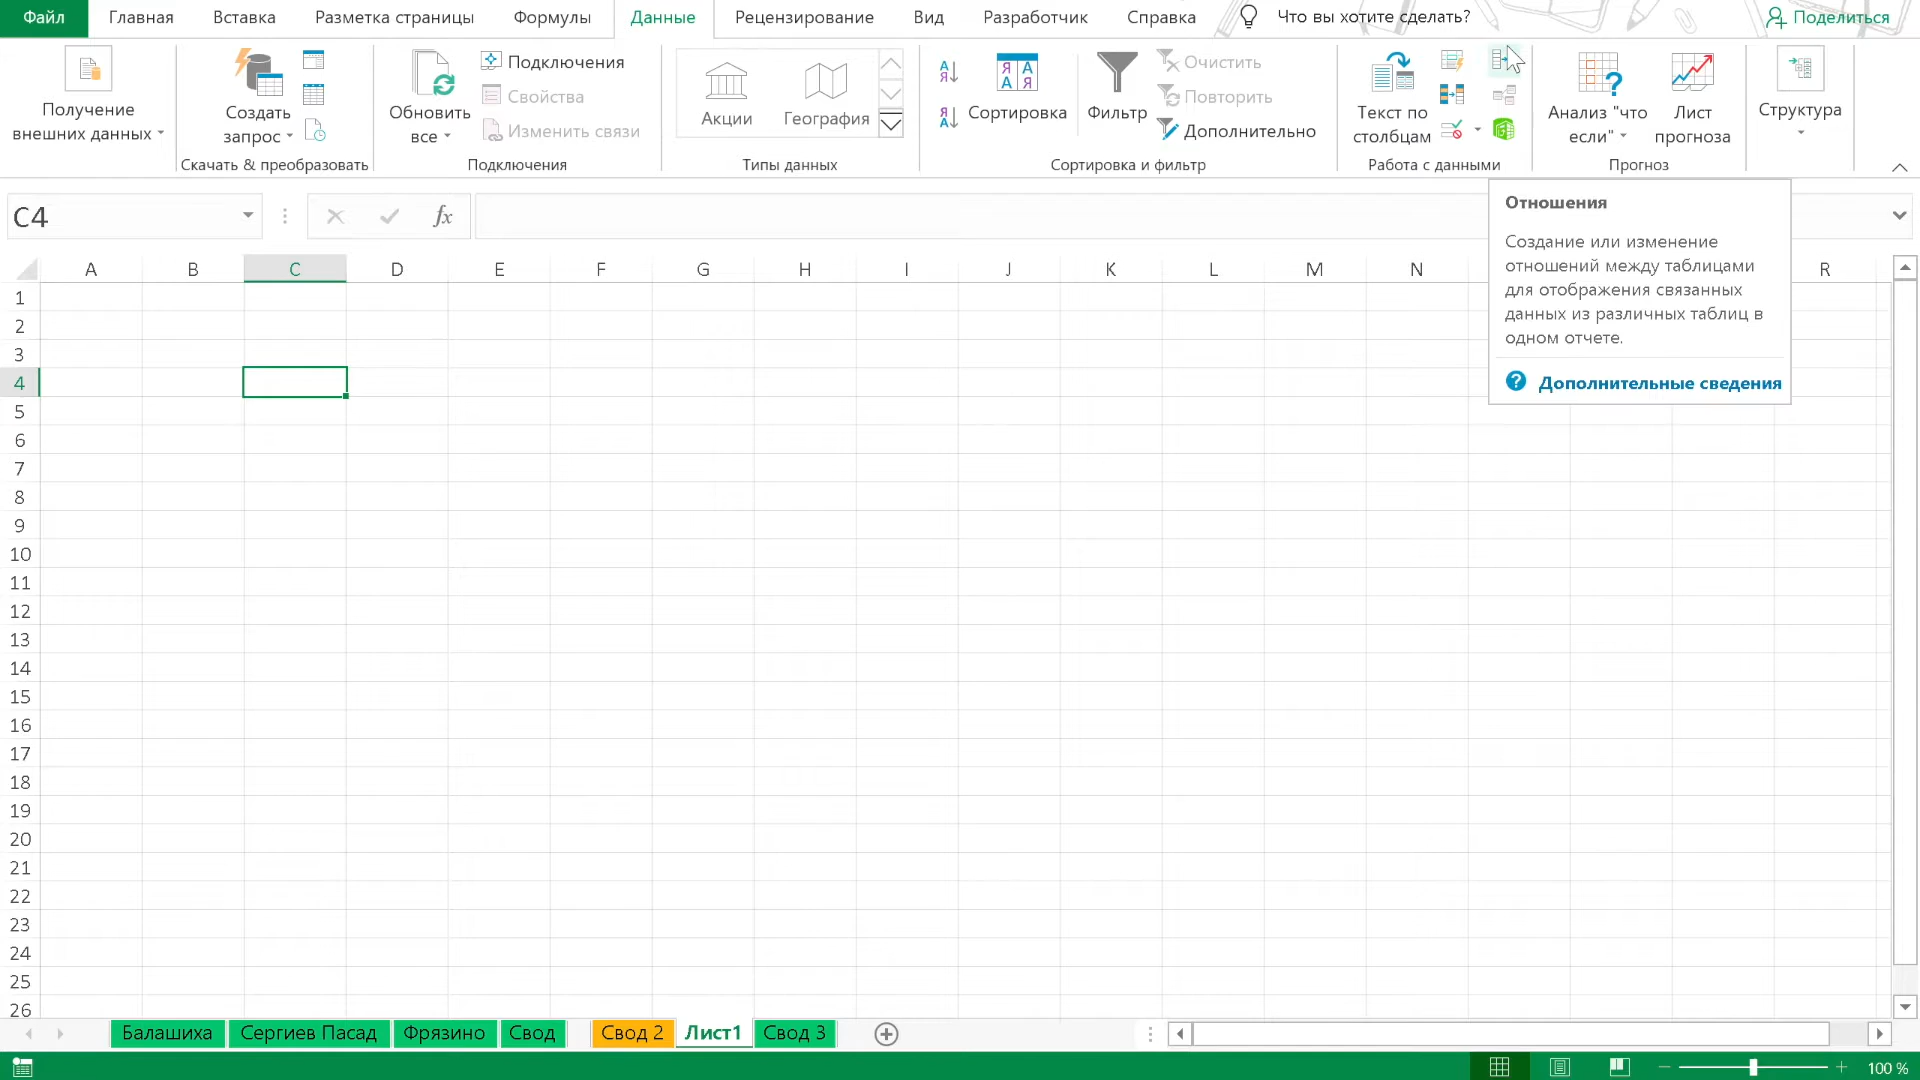 Файл Главная Вставка Разметка страницы Формулы Данные Рецензирование Вид Разработчик Справка Что вы хотите сделать? Поделиться
Получение
внешних данных
Создать
запрос
Скачать & преобразовать
Обновить
все
Подключения
Свойства
Изменить связи
Подключения
Акции
География
Типы данных
Сортировка
Фильтр
Очистить
Повторить
Дополнительно
Сортировка и фильтр
Текст по
столбцам
Работа с данными
Анализ "что
если"
Лист
прогноза
Прогноз
Структура
C4
fx
Отношения
Создание или изменение
отношений между таблицами
для отображения связанных
данных из различных таблиц в
одном отчете.
Дополнительные сведения
A B C D E F G H I J K L M N R
1
2
3
4
5
6
7
8
9
10
11
12
13
14
15
16
17
18
19
20
21
22
23
24
25
26
Балашиха Сергиев Пасад Фрязино Свод Свод 2 Лист1 Свод 3
100 %